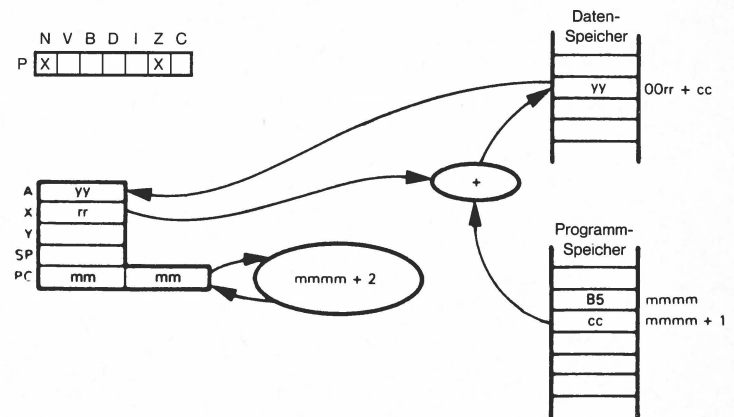 N V B D I Z C
P X X
Daten-
Speicher
yy 00rr + cc
A yy
X rr
Y
SP
PC mm mm
mmmm + 2
+
Programm-
Speicher
B5 mmmm
cc mmmm + 1